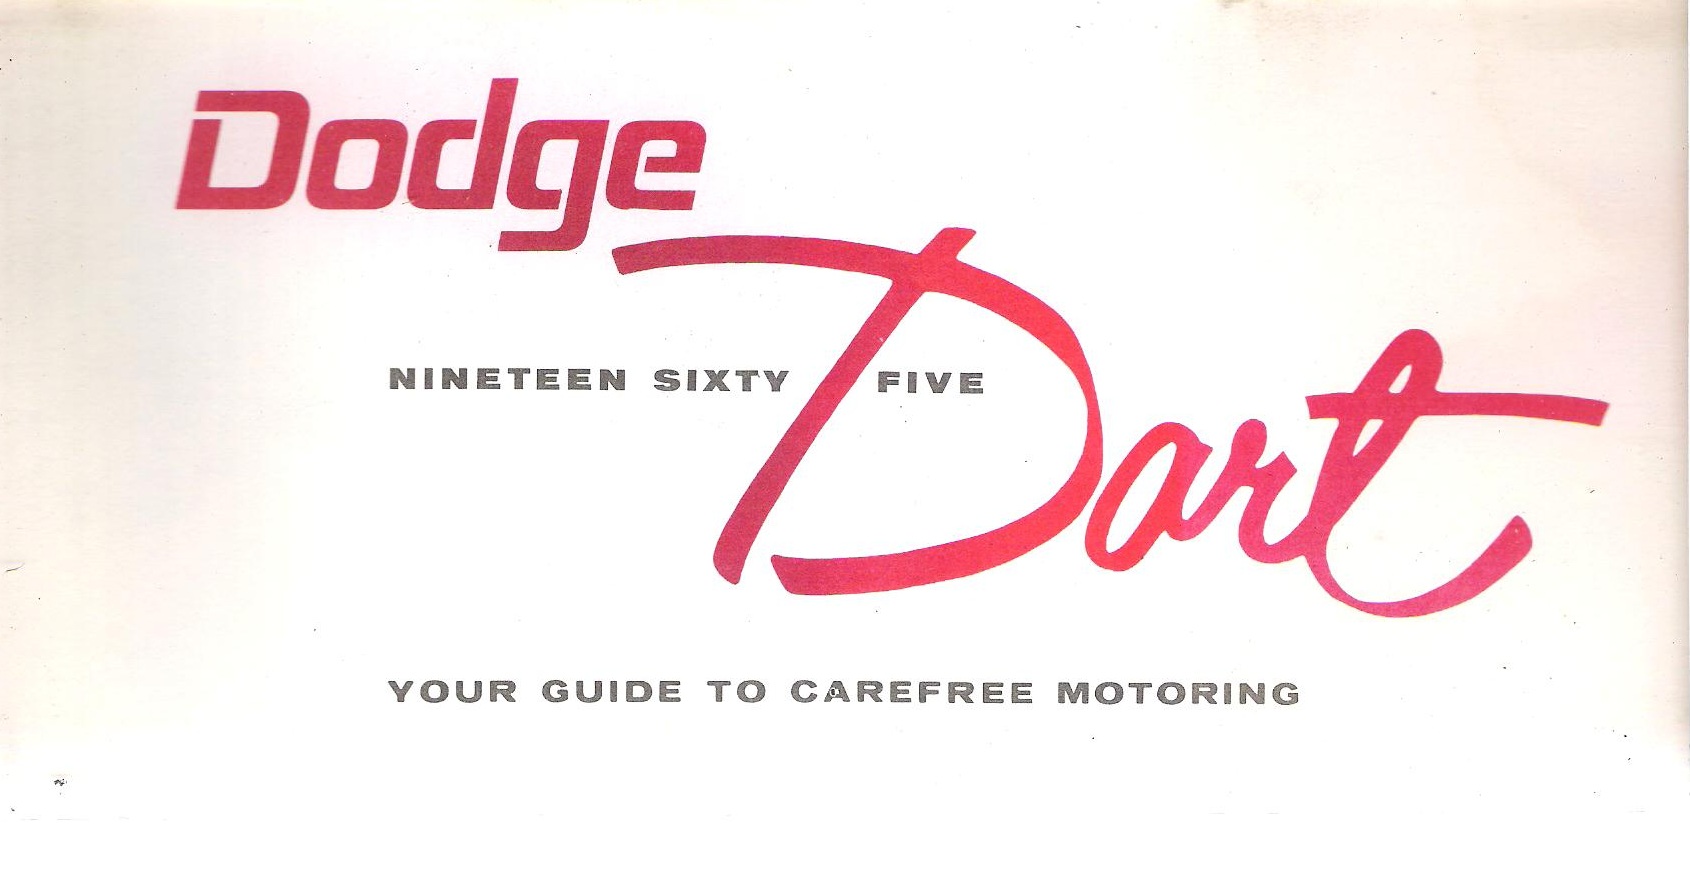 Dodge
Dart
NINETEEN SIXTY FIVE
YOUR GUIDE TO CAREFREE MOTORING